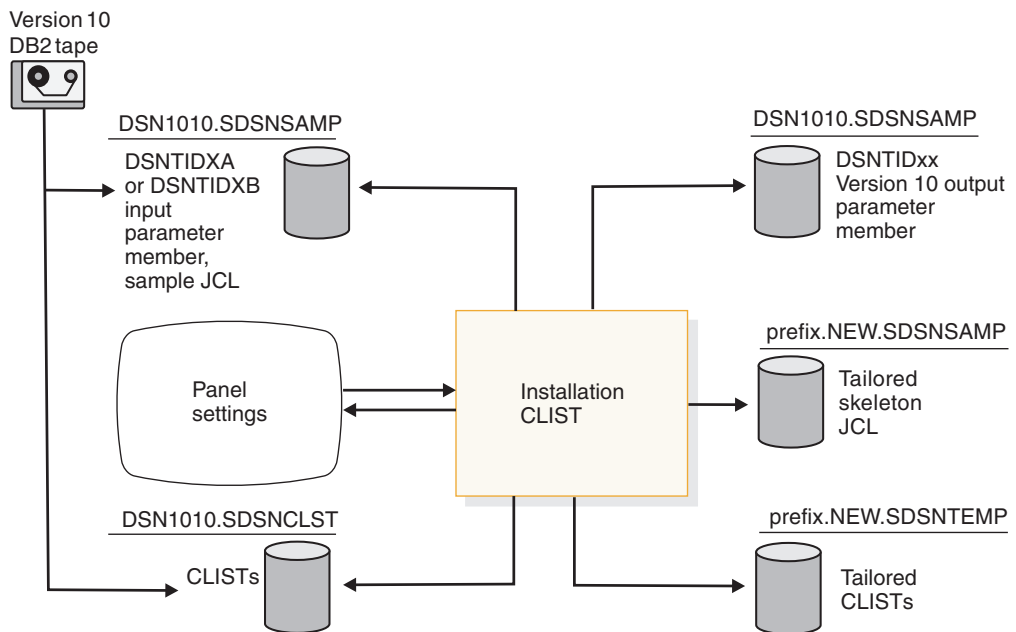 Version 10
DB2 tape
DSN1010.SDSNSAMP
DSNTIDXA
or DSNTIDXB
input
parameter
member,
sample JCL
DSN1010.SDSNSAMP
DSNTIDxx
Version 10 output
parameter
member
Panel
settings
Installation
CLIST
prefix.NEW.SDSNSAMP
Tailored
skeleton
JCL
DSN1010.SDSNCLST
CLISTs
prefix.NEW.SDSNTEMP
Tailored
CLISTs